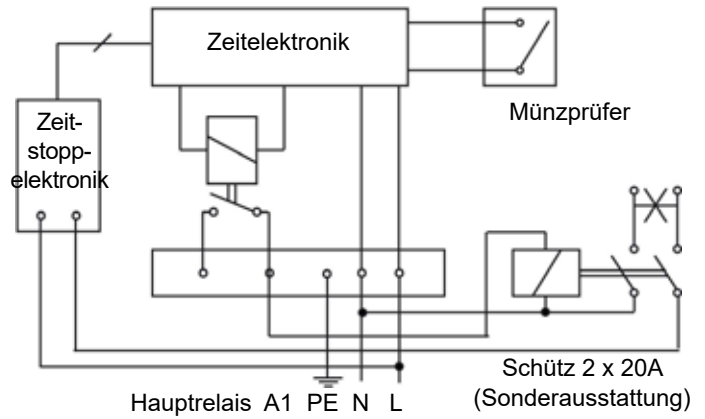 Zeitelektronik
Münzprüfer
Zeit-
stopp-
elektronik
Schütz 2 x 20A
(Sonderausstattung)
Hauptrelais A1 PE N L